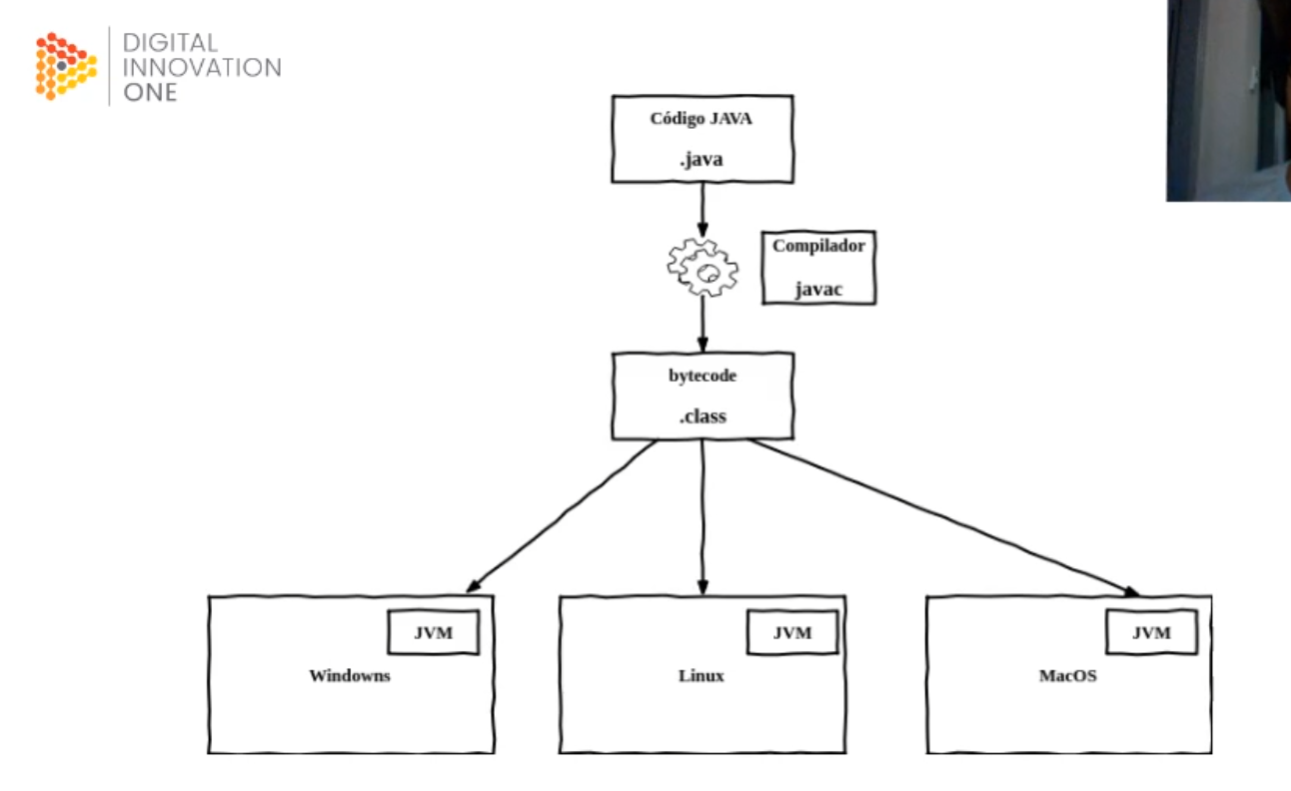 DIGITAL
INNOVATION
ONE
Código JAVA
.java
Compilador
javac
bytecode
.class
JVM
Windowns
JVM
Linux
JVM
MacOS